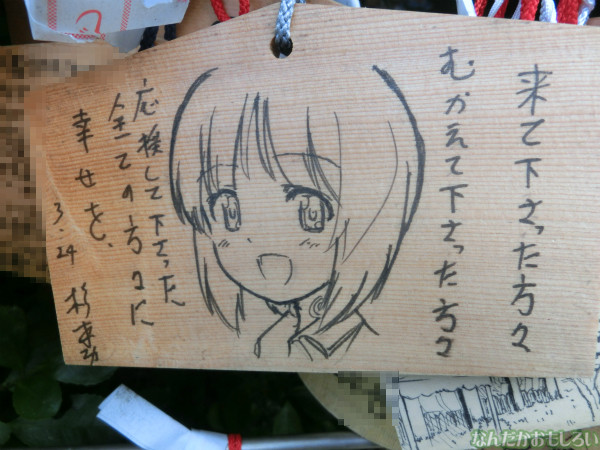 来て下さった方々
むかえて下さった方々
応援して下さった
全ての方々に
幸せを、
3.24
なんだかおもしろい